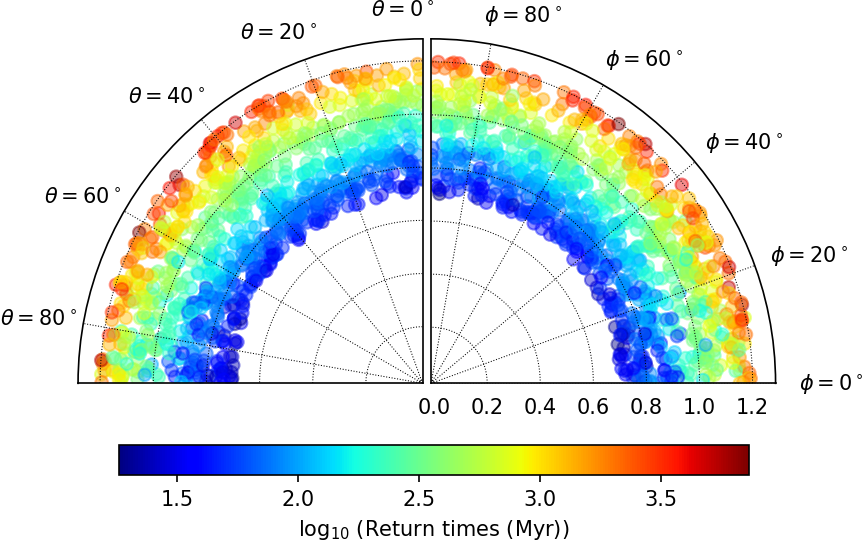 θ = 0° ϕ = 80°
θ = 20° ϕ = 60°
θ = 40° ϕ = 40°
θ = 60° ϕ = 20°
θ = 80° ϕ = 0°
0.0 0.2 0.4 0.6 0.8 1.0 1.2
1.5 2.0 2.5 3.0 3.5
log₁₀ (Return times (Myr))